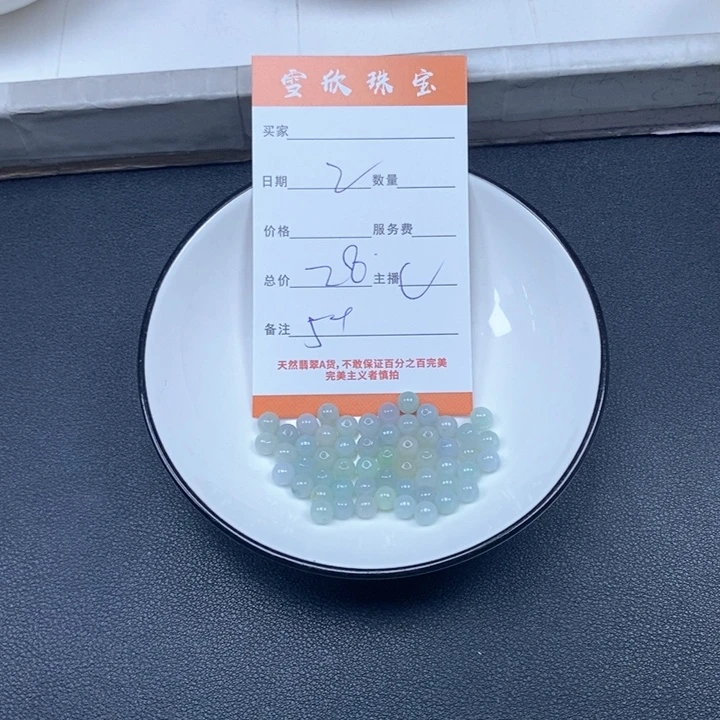 雪欣珠宝
买家
日期 2 数量
价格 服务费
总价 28 主播
备注 54
天然翡翠A货,不敢保证百分之百完美
完美主义者慎拍